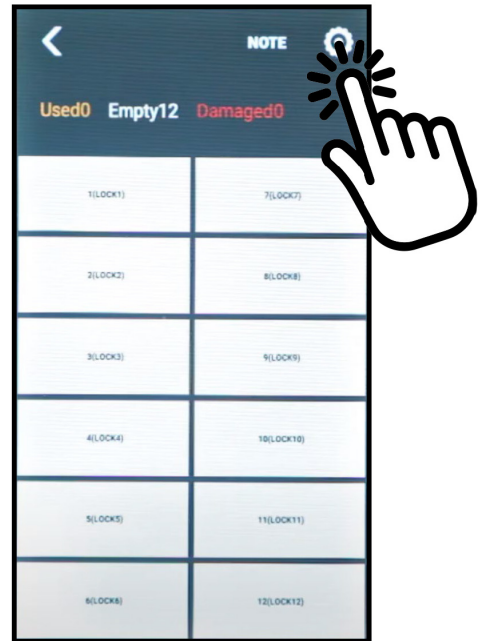 NOTE
Used0 Empty12 Damaged0
1(LOCK1) 7(LOCK7)
2(LOCK2) 8(LOCK8)
3(LOCK3) 9(LOCK9)
4(LOCK4) 10(LOCK10)
5(LOCK5) 11(LOCK11)
6(LOCK6) 12(LOCK12)